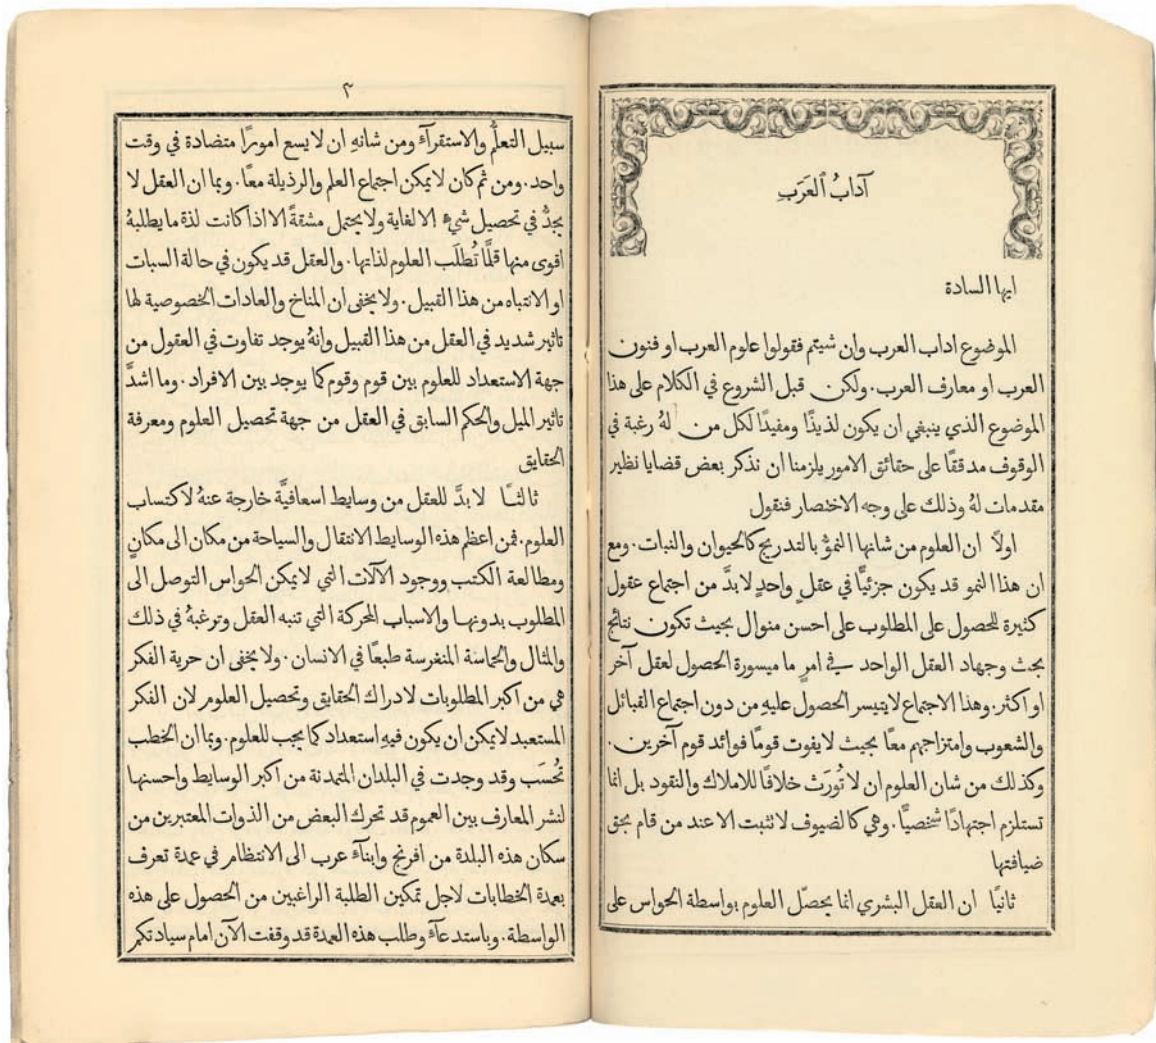 آدابُ ٱلعَرَبِ
ايها السادة
الموضوع اداب العرب وان شيتم فقولوا علوم العرب او فنون
العرب او معارف العرب. ولكن قبل الشروع في الكلام على هذا
الموضوع الذي ينبغي ان يكون لذيذًا ومفيدًا لكل من لهُ رغبة في
الوقوف مدققًا على حقائق الامور يلزمنا ان نذكر بعض قضايا نظير
مقدمات لهُ وذلك على وجه الاختصار فنقول
اولاً ان العلوم من شانها النموُّ بالتدريج كالحيوان والنبات. ومع
ان هذا النمو قد يكون جزئيًّا في عقلٍ واحدٍ لا بدَّ من اجتماع عقول
كثيرة للحصول على المطلوب على احسن منوال بحيث تكون نتائج
بحث وجهاد العقل الواحد في امرٍ ما ميسورة الحصول لعقل آخر
او اكثر. وهذا الاجتماع لا يتيسر الحصول عليهِ من دون اجتماع القبائل
والشعوب وامتزاجهم معًا بحيث لا يفوت قومًا فوائد قوم آخرين.
وكذلك من شان العلوم ان لا تُورَث خلافًا للاملاك والنقود بل انما
تستلزم اجتهادًا شخصيًّا. وهي كالضيوف لا تثبت الا عند من قام بحق
ضيافتها
ثانيًا ان العقل البشري انما يحصّل العلوم بواسطة الحواس على
٣
سبيل التعلُّم والاستقرآءِ ومن شانهِ ان لا يسع امورًا متضادة في وقت
واحد. ومن ثم كان لا يمكن اجتماع العلم والرذيلة معًا. وبما ان العقل لا
يجدُّ في تحصيل شيءٍ الا لغاية ولا يحتمل مشقةً الا اذا كانت لذة ما يطلبهُ
اقوى منها قلَّما تُطلَب العلوم لذاتها. والعقل قد يكون في حالة السبات
او الانتباه من هذا القبيل. ولا يخفى ان المناخ والعادات الخصوصية لها
تاثير شديد في العقل من هذا القبيل وانهُ يوجد تفاوت في العقول من
جهة الاستعداد للعلوم بين قوم وقوم كما يوجد بين الافراد. وما اشدَّ
تاثير الميل والحكم السابق في العقل من جهة تحصيل العلوم ومعرفة
الحقايق
ثالثًا لا بدَّ للعقل من وسايط اسعافيَّة خارجة عنهُ لاكتساب
العلوم. فمن اعظم هذه الوسايط الانتقال والسياحة من مكان الى مكانٍ
ومطالعة الكتب ووجود الآلات التي لا يمكن الحواس التوصل الى
المطلوب بدونها والاسباب المحركة التي تنبه العقل وترغبهُ في ذلك
والمثال والحماسة المنغرسة طبعًا في الانسان. ولا يخفى ان حرية الفكر
هي من اكبر المطلوبات لادراك الحقايق وتحصيل العلوم لان الفكر
المستعبد لا يمكن ان يكون فيهِ استعداد كما يجب للعلوم. وبما ان الخطب
تُحسَب وقد وجدت في البلدان المتمدنة من اكبر الوسايط واحسنها
لنشر المعارف بين العموم قد تحرك البعض من الذوات المعتبرين من
سكان هذه البلدة من افرنج وابنآءِ عرب الى الانتظام في عمدة تعرف
بعمدة الخطابات لاجل تمكين الطلبة الراغبين من الحصول على هذه
الواسطة. وباستدعآءِ وطلب هذه العمدة قد وقفت الآن امام سيادتكم